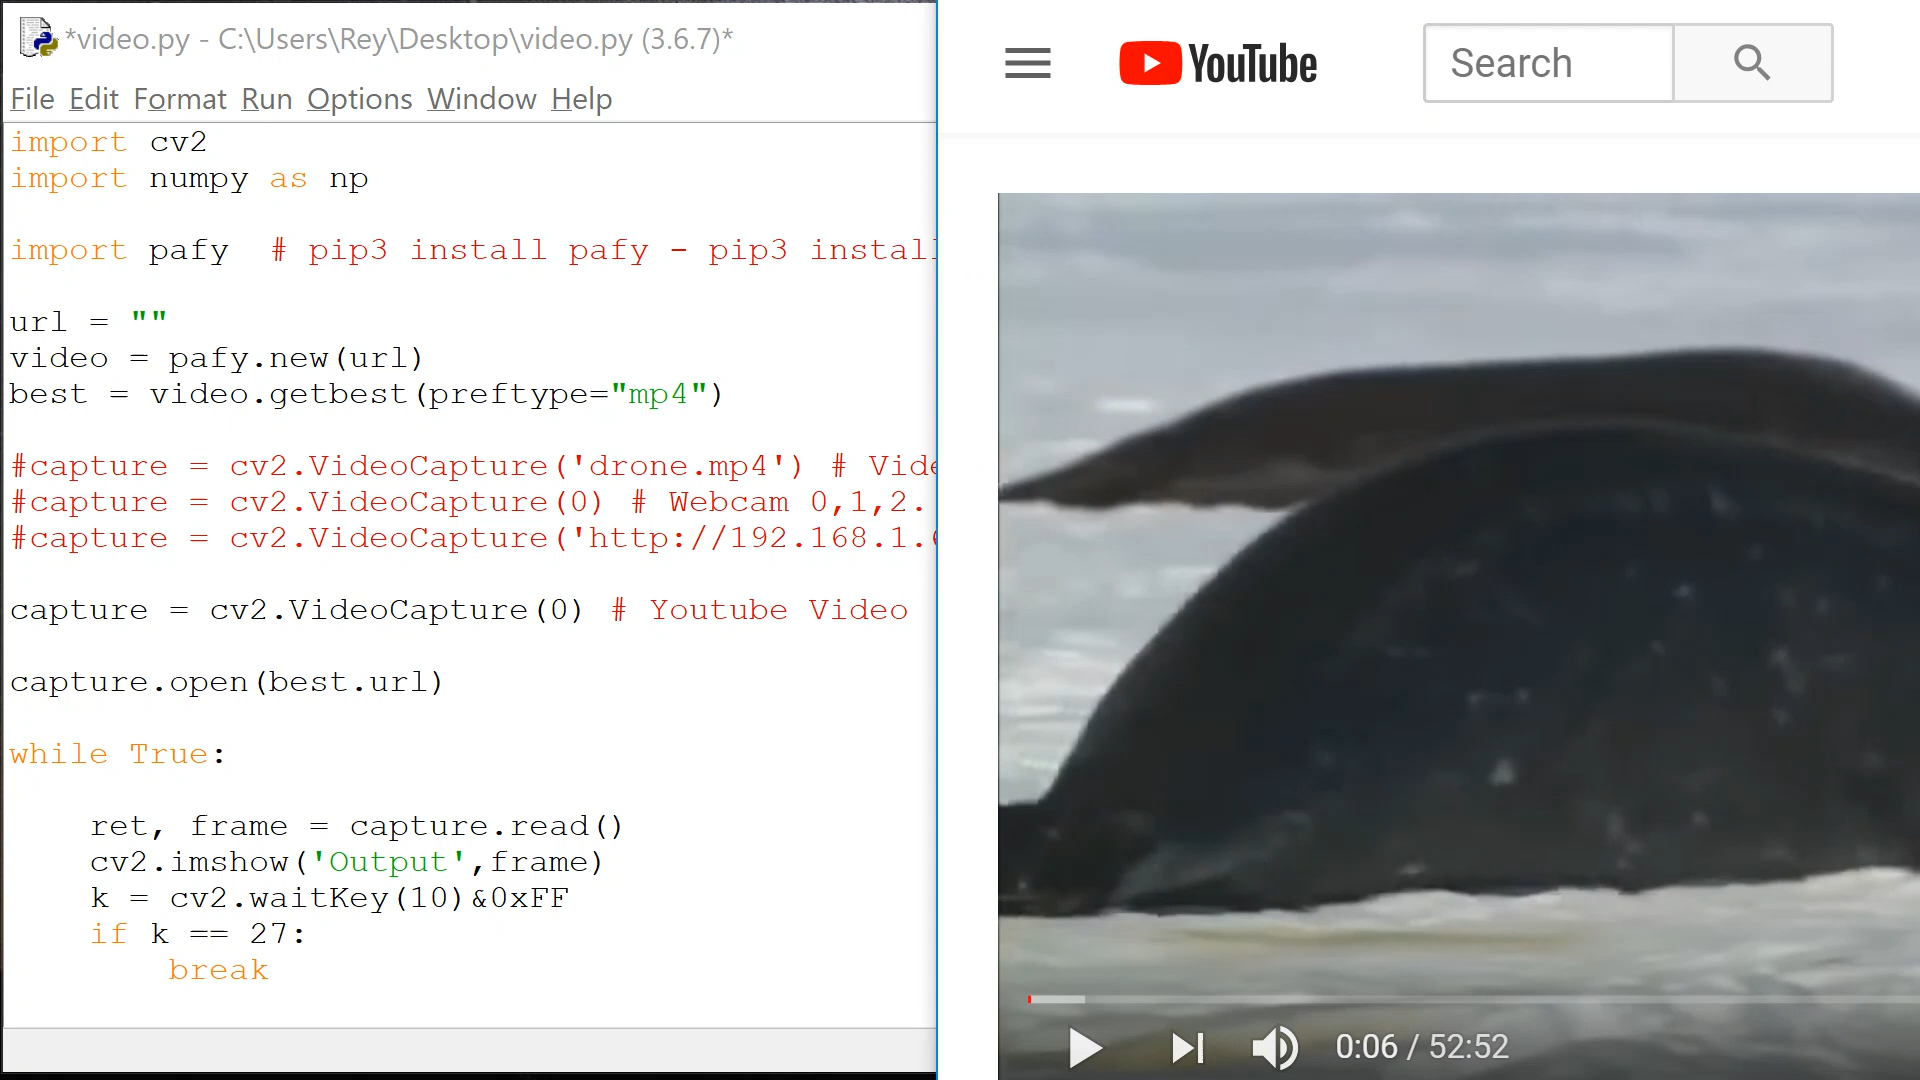 *video.py - C:\Users\Rey\Desktop\video.py (3.6.7)*
File Edit Format Run Options Window Help
import cv2
import numpy as np
import pafy # pip3 install pafy - pip3 install
url = ""
video = pafy.new(url)
best = video.getbest(preftype="mp4")
#capture = cv2.VideoCapture('drone.mp4') # Vide
#capture = cv2.VideoCapture(0) # Webcam 0,1,2.
#capture = cv2.VideoCapture('http://192.168.1.6
capture = cv2.VideoCapture(0) # Youtube Video
capture.open(best.url)
while True:
ret, frame = capture.read()
cv2.imshow('Output',frame)
k = cv2.waitKey(10)&0xFF
if k == 27:
break
YouTube
Search
0:06 / 52:52